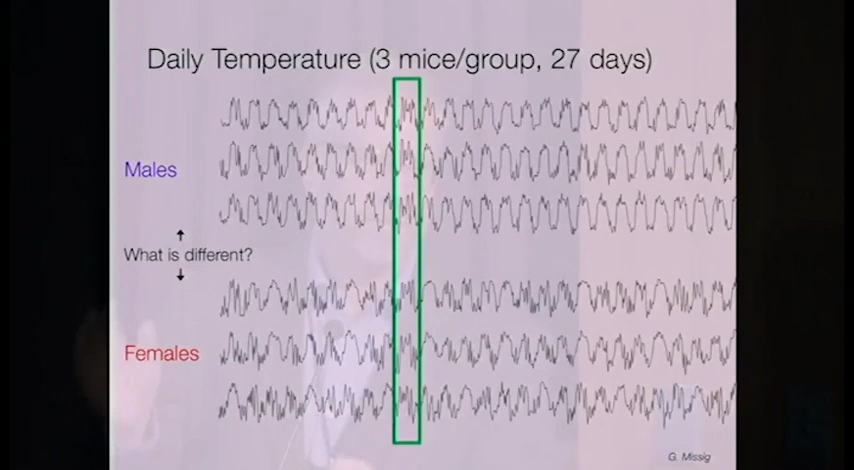 Daily Temperature (3 mice/group, 27 days)
Males
What is different?
Females
G. Missig